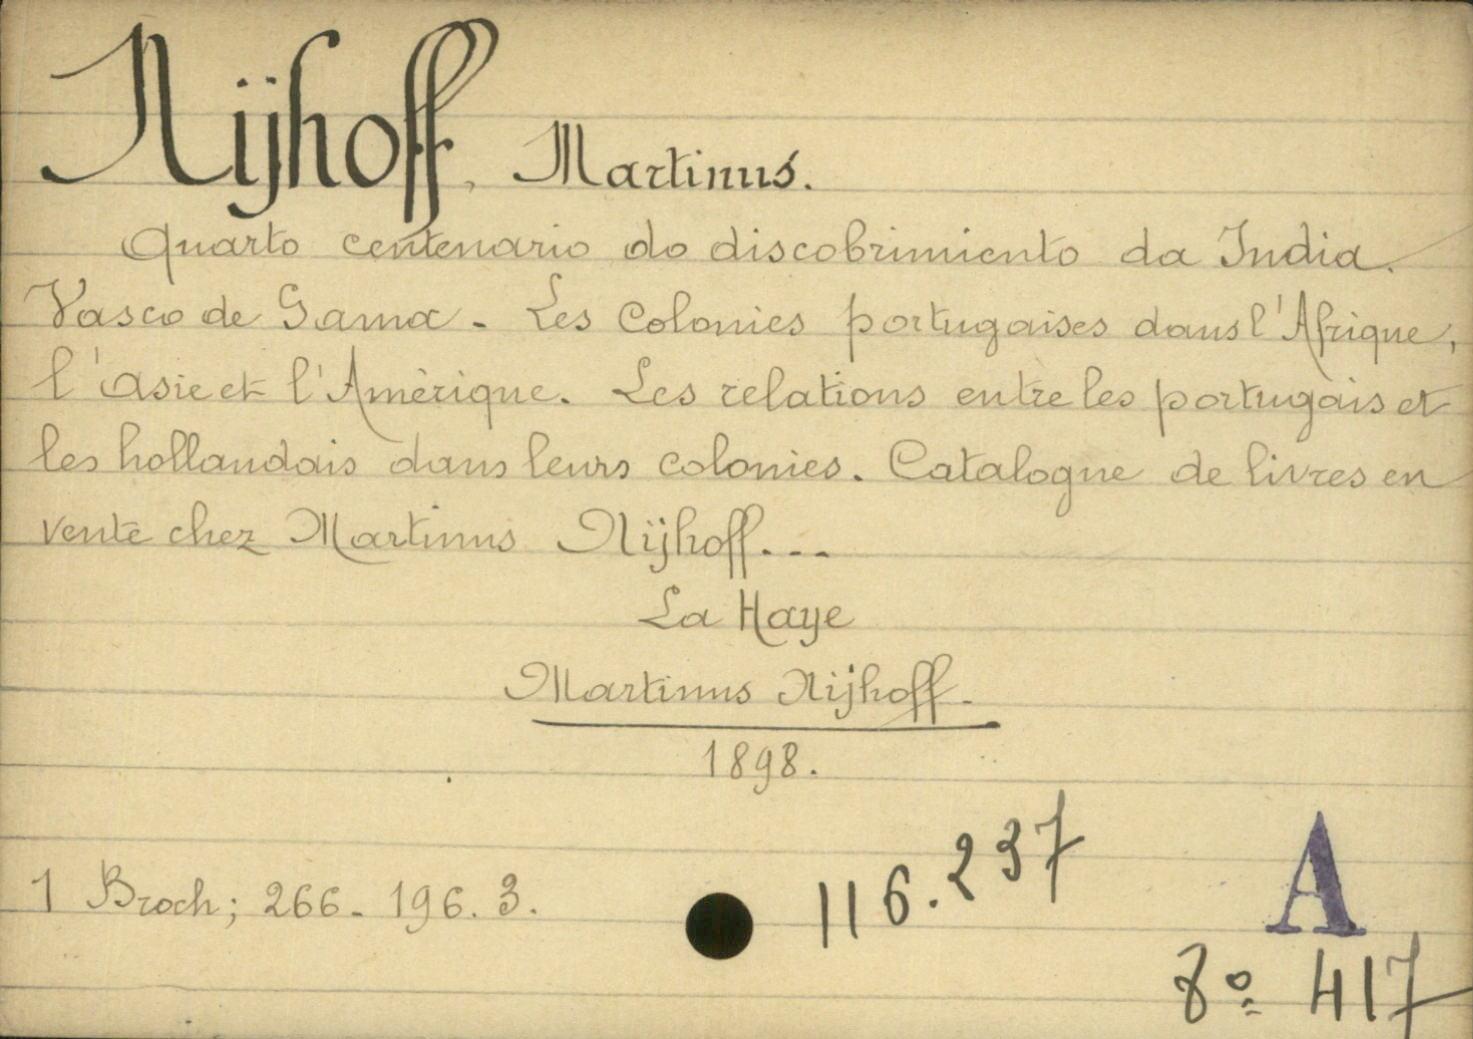 Nijhoff, Martinus.
Quarto centenario do discobrimiento da India.
Vasco de Gama - Les Colonies portugaises dans l'Afrique,
l'asie et l'Amèrique. Les relations entre les portugais et
les hollandais dans leurs colonies. Catalogue de livres en
vente chez Martinus Nijhoff...
La Haye
Martinus Nijhoff.
1898.
1 Broch; 266-196.3.
116.237
A
8º 417